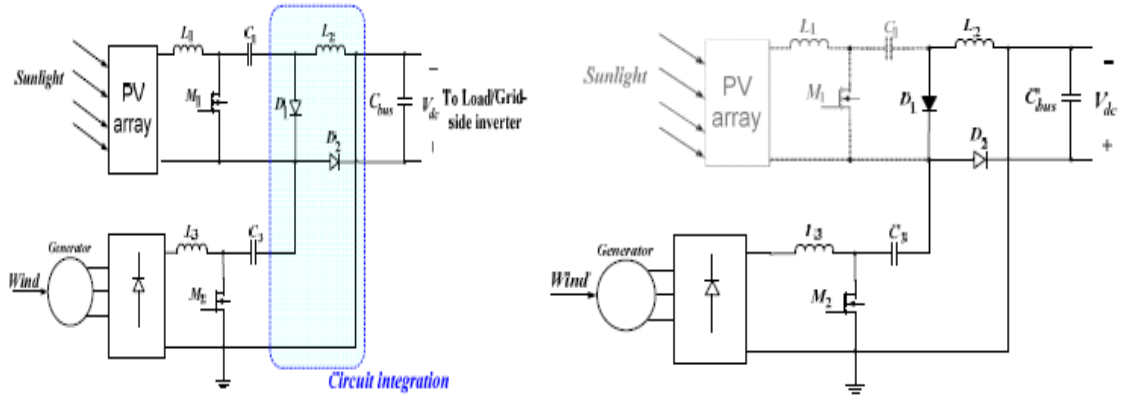 L1
C1
L2
Sunlight
PV
array
M1
D1
Cbus
Vdc
To Load/Grid-
side inverter
−
+
D2
Generator
L3
C3
Wind
M2
Circuit integration
L1
C1
L2
Sunlight
PV
array
M1
D1
Cbus
Vdc
-
+
D2
L3
C3
Generator
Wind
M2